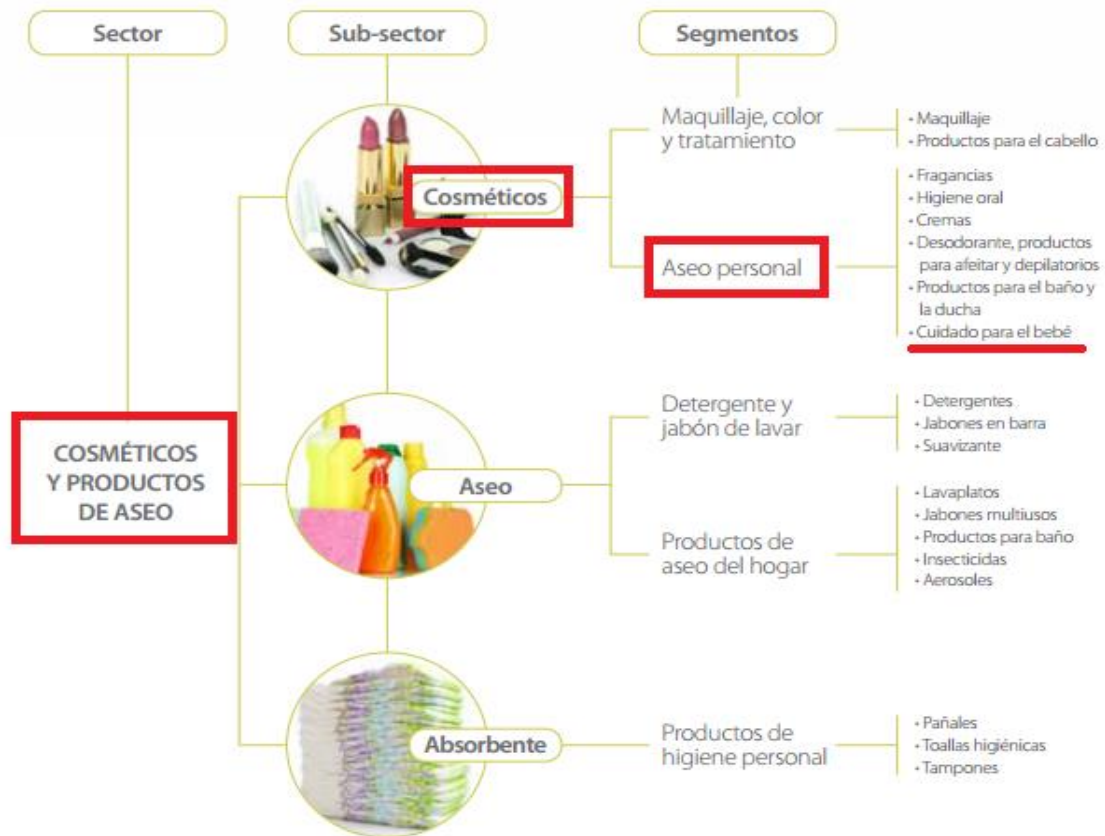 Sector
Sub-sector
Segmentos
COSMÉTICOS
Y PRODUCTOS
DE ASEO
Cosméticos
Maquillaje, color
y tratamiento
• Maquillaje
• Productos para el cabello
Aseo personal
• Fragancias
• Higiene oral
• Cremas
• Desodorante, productos
para afeitar y depilatorios
• Productos para el baño y
la ducha
• Cuidado para el bebé
Aseo
Detergente y
jabón de lavar
• Detergentes
• Jabones en barra
• Suavizante
Productos de
aseo del hogar
• Lavaplatos
• Jabones multiusos
• Productos para baño
• Insecticidas
• Aerosoles
Absorbente
Productos de
higiene personal
• Pañales
• Toallas higiénicas
• Tampones